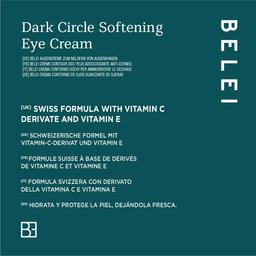 Dark Circle Softening
Eye Cream
[DE] BELEI AUGENCREME ZUM MILDERN VON AUGENRINGEN
[FR] BELEI CRÈME CONTOUR DES YEUX ADOUCISSANTE ANTI-CERNES
[IT] BELEI CREMA CONTORNO OCCHI PER AMMORBIDIRE LE OCCHIAIE
[ES] BELEI CREMA CONTORNO DE OJOS SUAVIZANTE DE OJERAS
BELEI
[UK] SWISS FORMULA WITH VITAMIN C
DERIVATE AND VITAMIN E
[DE] SCHWEIZERISCHE FORMEL MIT
VITAMIN-C-DERIVAT UND VITAMIN E
[FR] FORMULE SUISSE À BASE DE DÉRIVÉS
DE VITAMINE C ET VITAMINE E
[IT] FORMULA SVIZZERA CON DERIVATO
DELLA VITAMINA C E VITAMINA E
[ES] HIDRATA Y PROTEGE LA PIEL, DEJÁNDOLA FRESCA.